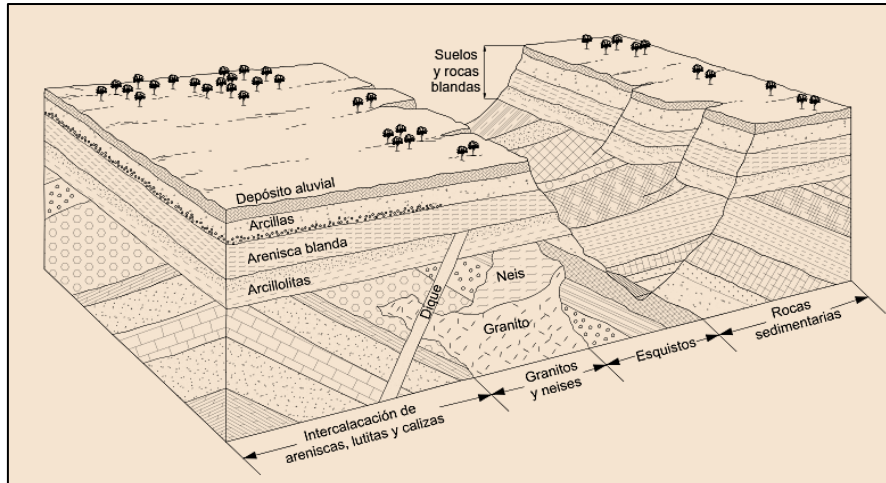 Suelos
y rocas
blandas
Depósito aluvial
Arcillas
Arenisca blanda
Arcillolitas
Dique
Neis
Granito
Intercalacación de
areniscas, lutitas y calizas
Granitos
y neises
Esquistos
Rocas
sedimentarias